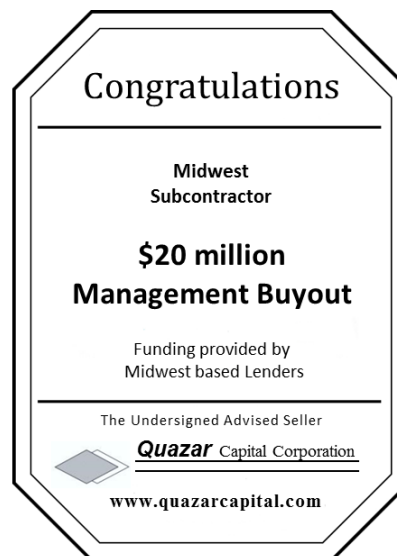 Congratulations
Midwest
Subcontractor
$20 million
Management Buyout
Funding provided by
Midwest based Lenders
The Undersigned Advised Seller
Quazar Capital Corporation
www.quazarcapital.com